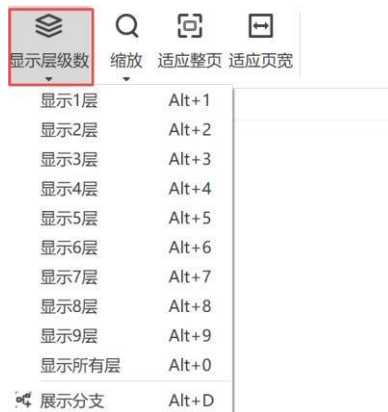 显示层级数 缩放 适应整页 适应页宽
显示1层 Alt+1
显示2层 Alt+2
显示3层 Alt+3
显示4层 Alt+4
显示5层 Alt+5
显示6层 Alt+6
显示7层 Alt+7
显示8层 Alt+8
显示9层 Alt+9
显示所有层 Alt+0
展示分支 Alt+D